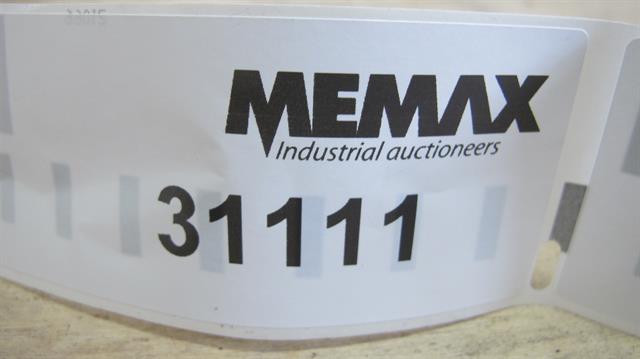 MEMAX
Industrial auctioneers
31111